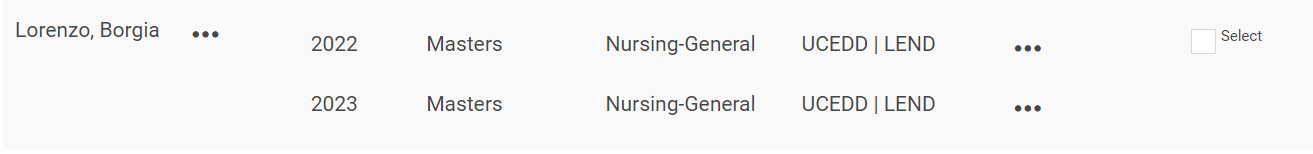 Lorenzo, Borgia ••• 2022 Masters Nursing-General UCEDD | LEND ••• Select
2023 Masters Nursing-General UCEDD | LEND •••